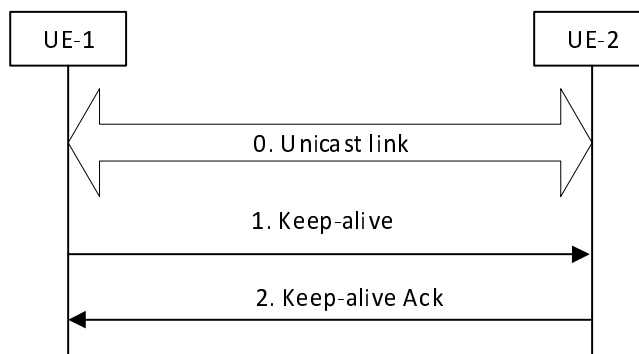 UE-1
UE-2
0. Unicast link
1. Keep-alive
2. Keep-alive Ack